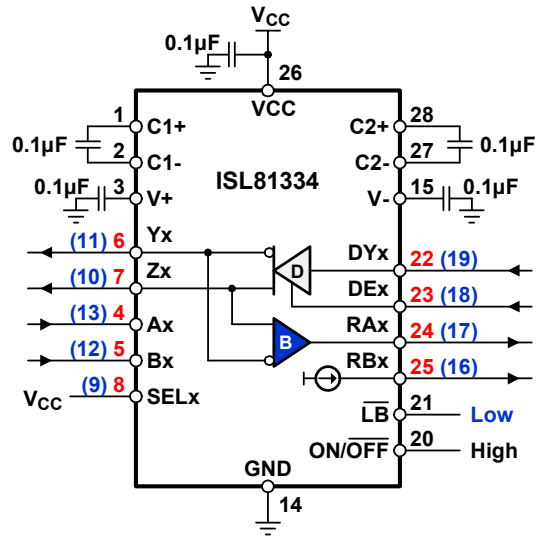 VCC
0.1µF
26
VCC
1
C1+
C2+
28
0.1µF
0.1µF
2
C1-
C2-
27
ISL81334
0.1µF
3
V+
V-
15
0.1µF
(11) 6
Yx
DYx
22 (19)
D
(10) 7
Zx
DEx
23 (18)
(13) 4
Ax
RAx
24 (17)
B
(12) 5
Bx
RBx
25 (16)
VCC
(9) 8
SELx
LB
21
Low
ON/OFF
20
High
GND
14